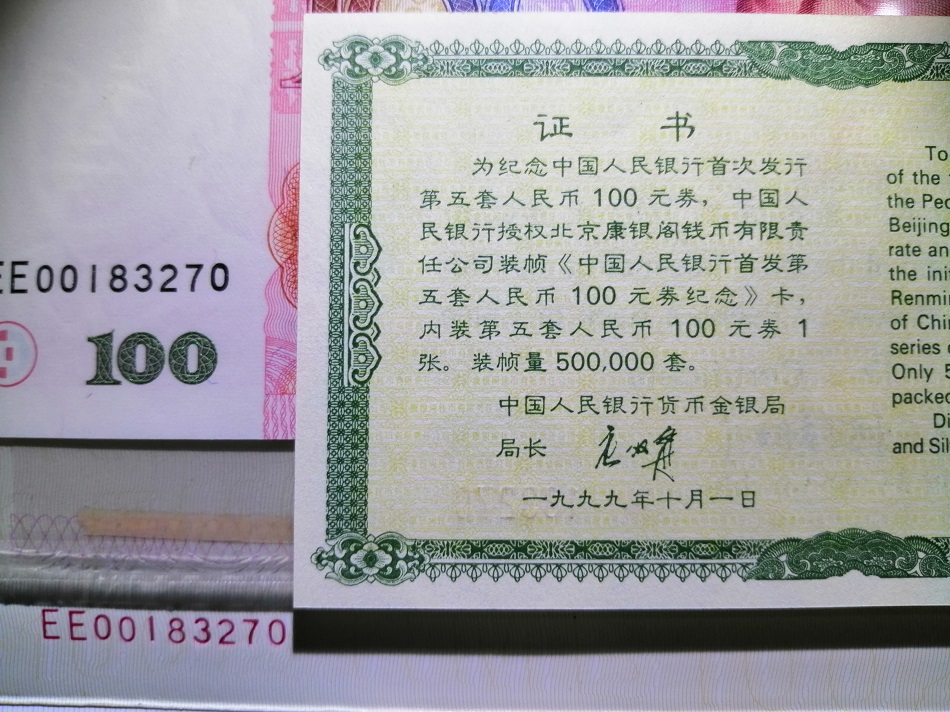 EE00183270
100
EE00183270
证 书
为纪念中国人民银行首次发行
第五套人民币 100 元券，中国人
民银行授权北京康银阁钱币有限责
任公司装帧《中国人民银行首发第
五套人民币 100 元券纪念》卡，
内装第五套人民币 100 元券 1
张。装帧量 500,000 套。
中国人民银行货币金银局
局长
一九九九年十月一日
To
of the
the Peo
Beijing
rate an
the init
Renmin
of Chi
series
Only 5
packed
Di
and Sil